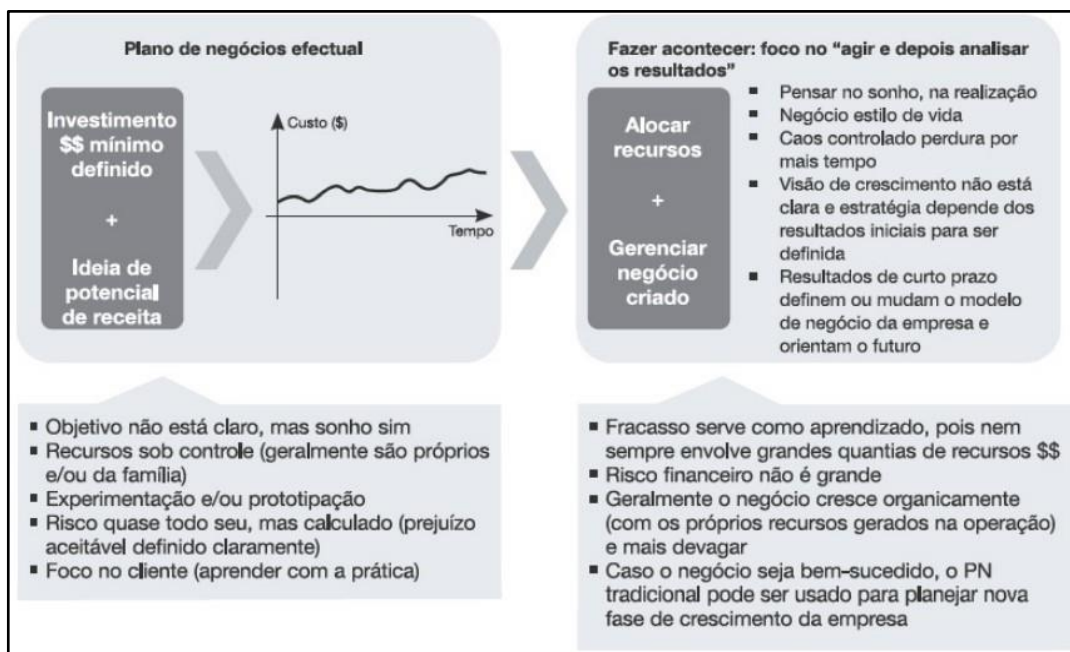 Plano de negócios efectual
Investimento
$$ mínimo
definido
+
Ideia de
potencial
de receita
Custo ($)
Tempo
Fazer acontecer: foco no “agir e depois analisar
os resultados”
Alocar
recursos
+
Gerenciar
negócio
criado
▪ Pensar no sonho, na realização
▪ Negócio estilo de vida
▪ Caos controlado perdura por
mais tempo
▪ Visão de crescimento não está
clara e estratégia depende dos
resultados iniciais para ser
definida
▪ Resultados de curto prazo
definem ou mudam o modelo
de negócio da empresa e
orientam o futuro
▪ Objetivo não está claro, mas sonho sim
▪ Recursos sob controle (geralmente são próprios
e/ou da família)
▪ Experimentação e/ou prototipação
▪ Risco quase todo seu, mas calculado (prejuízo
aceitável definido claramente)
▪ Foco no cliente (aprender com a prática)
▪ Fracasso serve como aprendizado, pois nem
sempre envolve grandes quantias de recursos $$
▪ Risco financeiro não é grande
▪ Geralmente o negócio cresce organicamente
(com os próprios recursos gerados na operação)
e mais devagar
▪ Caso o negócio seja bem-sucedido, o PN
tradicional pode ser usado para planejar nova
fase de crescimento da empresa